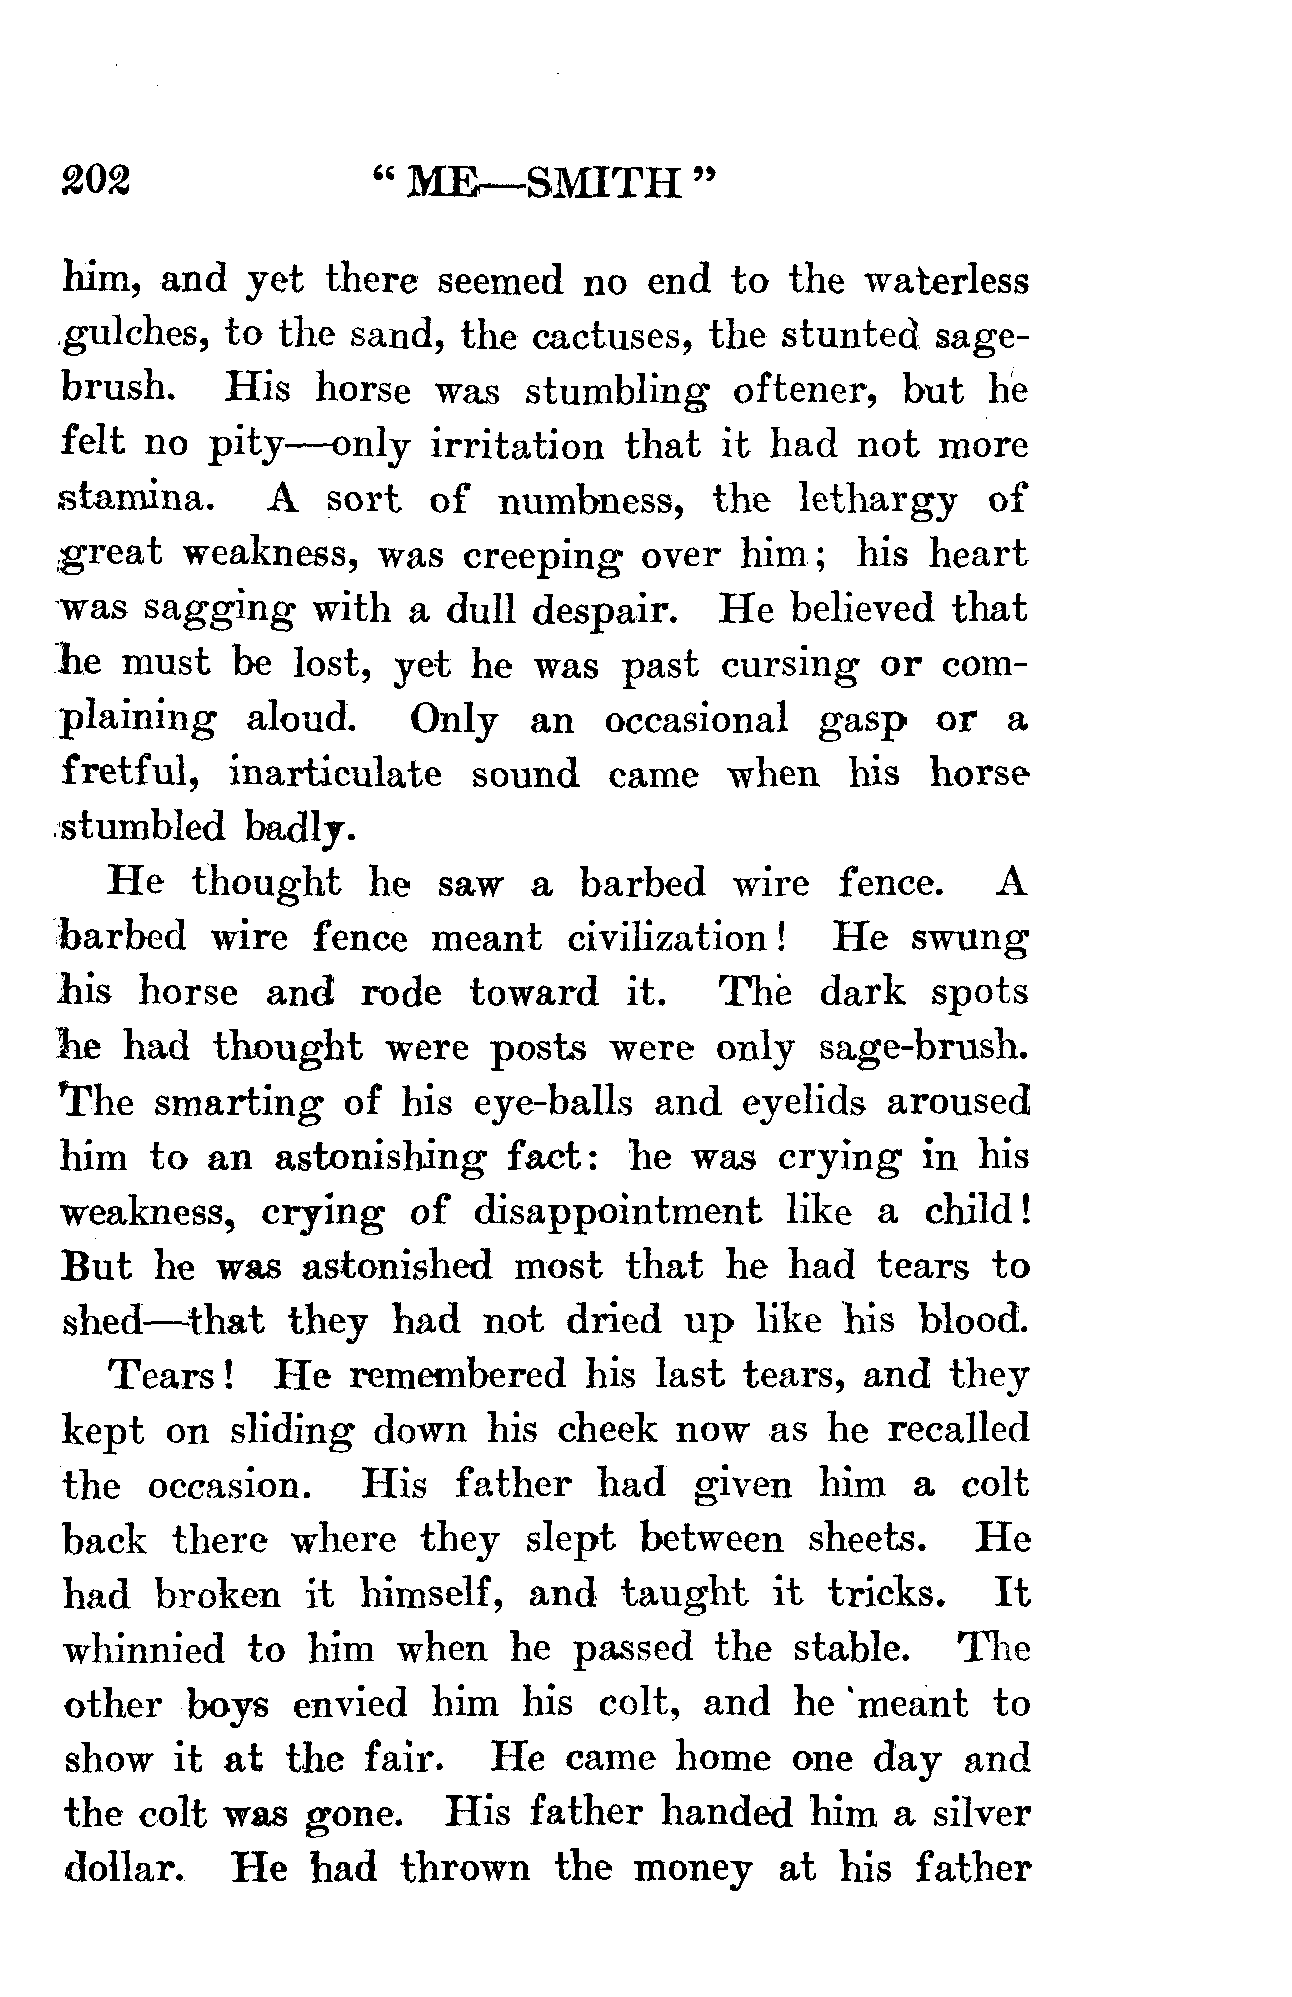 202 “ ME—SMITH ”
him, and yet there seemed no end to the waterless
gulches, to the sand, the cactuses, the stunted sage-
brush. His horse was stumbling oftener, but he
felt no pity—only irritation that it had not more
stamina. A sort of numbness, the lethargy of
great weakness, was creeping over him; his heart
was sagging with a dull despair. He believed that
he must be lost, yet he was past cursing or com-
plaining aloud. Only an occasional gasp or a
fretful, inarticulate sound came when his horse
stumbled badly.
He thought he saw a barbed wire fence. A
barbed wire fence meant civilization! He swung
his horse and rode toward it. The dark spots
he had thought were posts were only sage-brush.
The smarting of his eye-balls and eyelids aroused
him to an astonishing fact: he was crying in his
weakness, crying of disappointment like a child!
But he was astonished most that he had tears to
shed—that they had not dried up like his blood.
Tears! He remembered his last tears, and they
kept on sliding down his cheek now as he recalled
the occasion. His father had given him a colt
back there where they slept between sheets. He
had broken it himself, and taught it tricks. It
whinnied to him when he passed the stable. The
other boys envied him his colt, and he meant to
show it at the fair. He came home one day and
the colt was gone. His father handed him a silver
dollar. He had thrown the money at his father